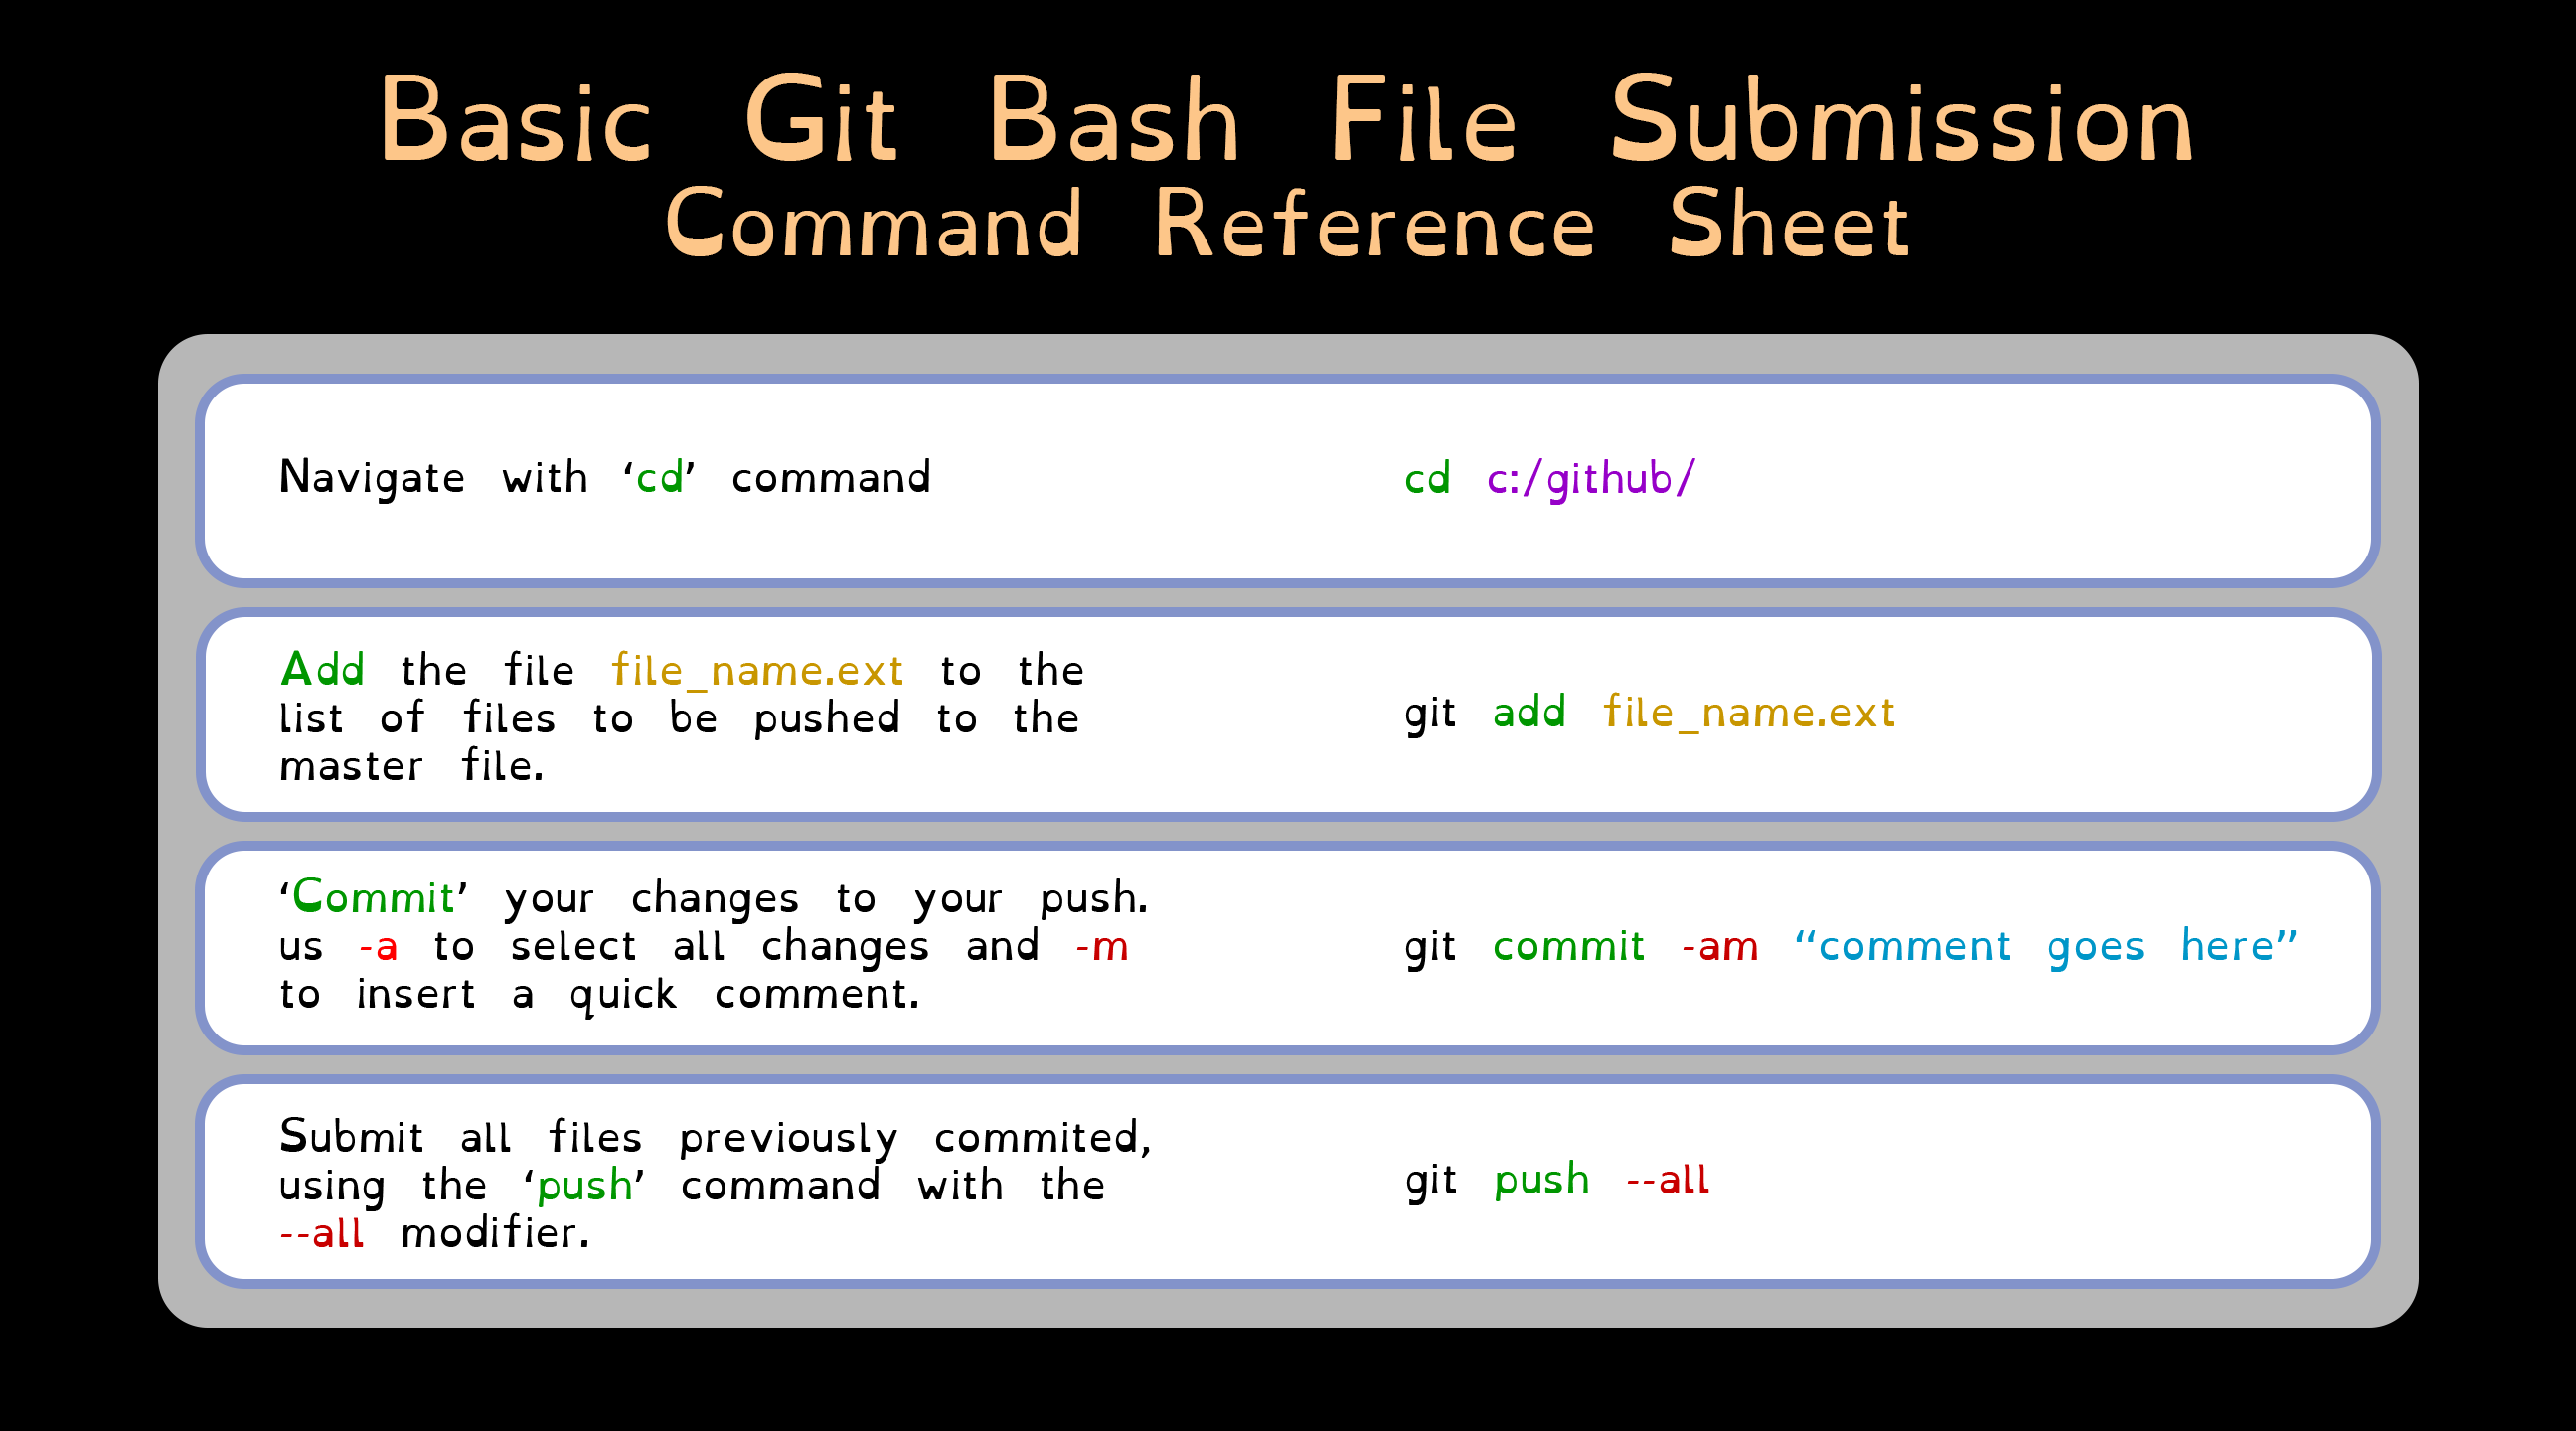 Basic Git Bash File Submission
Command Reference Sheet
Navigate with ‘cd’ command
cd c:/github/
Add the file file_name.ext to the
list of files to be pushed to the
master file.
git add file_name.ext
‘Commit’ your changes to your push.
us -a to select all changes and -m
to insert a quick comment.
git commit -am “comment goes here”
Submit all files previously commited,
using the ‘push’ command with the
--all modifier.
git push --all